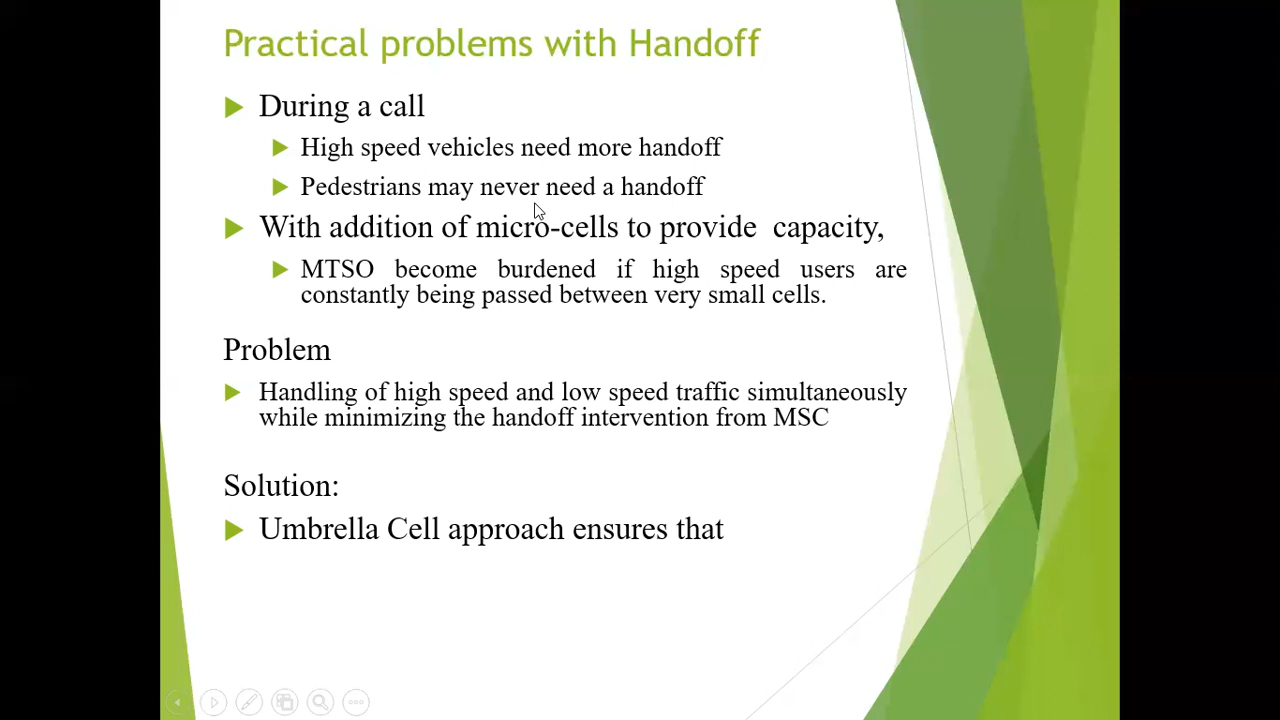 Practical problems with Handoff
During a call
High speed vehicles need more handoff
Pedestrians may never need a handoff
With addition of micro-cells to provide capacity,
MTSO become burdened if high speed users are
constantly being passed between very small cells.
Problem
Handling of high speed and low speed traffic simultaneously
while minimizing the handoff intervention from MSC
Solution:
Umbrella Cell approach ensures that